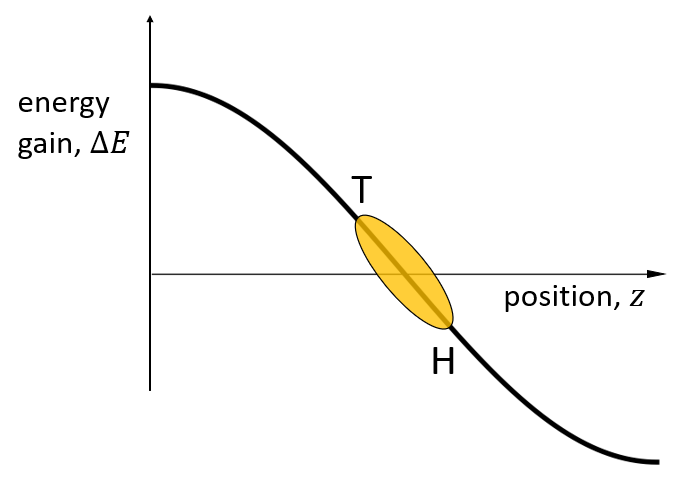 energy
gain, ΔE
T
position, z
H